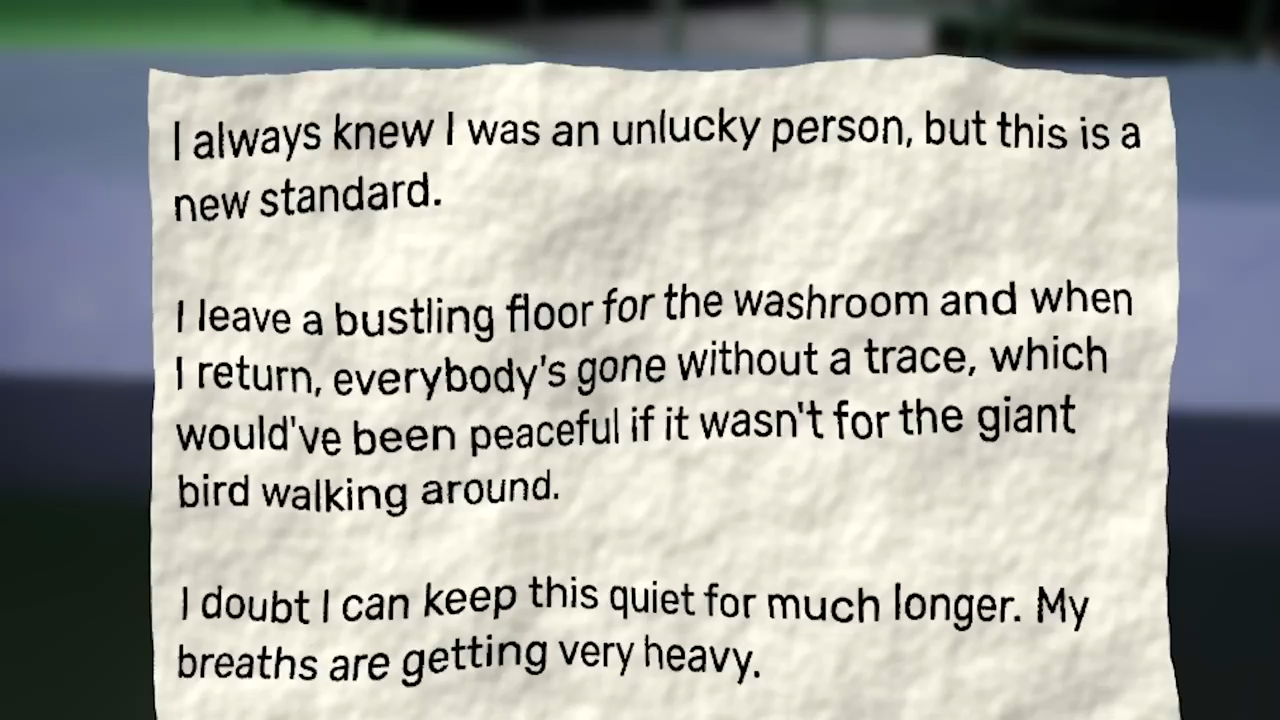 I always knew I was an unlucky person, but this is a
new standard.
I leave a bustling floor for the washroom and when
I return, everybody's gone without a trace, which
would've been peaceful if it wasn't for the giant
bird walking around.
I doubt I can keep this quiet for much longer. My
breaths are getting very heavy.